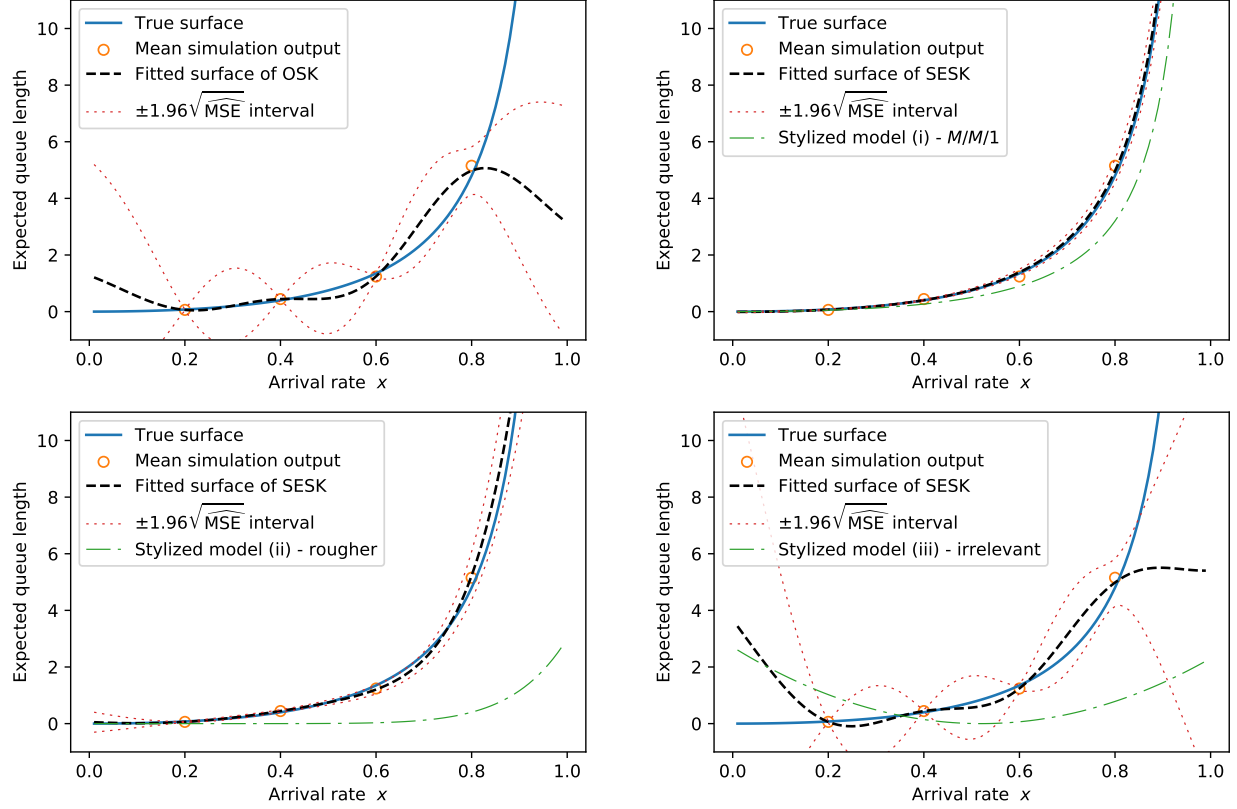 True surface
Mean simulation output
Fitted surface of OSK
±1.96√MSE interval
Expected queue length
10
8
6
4
2
0
0.0 0.2 0.4 0.6 0.8 1.0
Arrival rate x
True surface
Mean simulation output
Fitted surface of SESK
±1.96√MSE interval
Stylized model (i) - M/M/1
Expected queue length
10
8
6
4
2
0
0.0 0.2 0.4 0.6 0.8 1.0
Arrival rate x
True surface
Mean simulation output
Fitted surface of SESK
±1.96√MSE interval
Stylized model (ii) - rougher
Expected queue length
10
8
6
4
2
0
0.0 0.2 0.4 0.6 0.8 1.0
Arrival rate x
True surface
Mean simulation output
Fitted surface of SESK
±1.96√MSE interval
Stylized model (iii) - irrelevant
Expected queue length
10
8
6
4
2
0
0.0 0.2 0.4 0.6 0.8 1.0
Arrival rate x